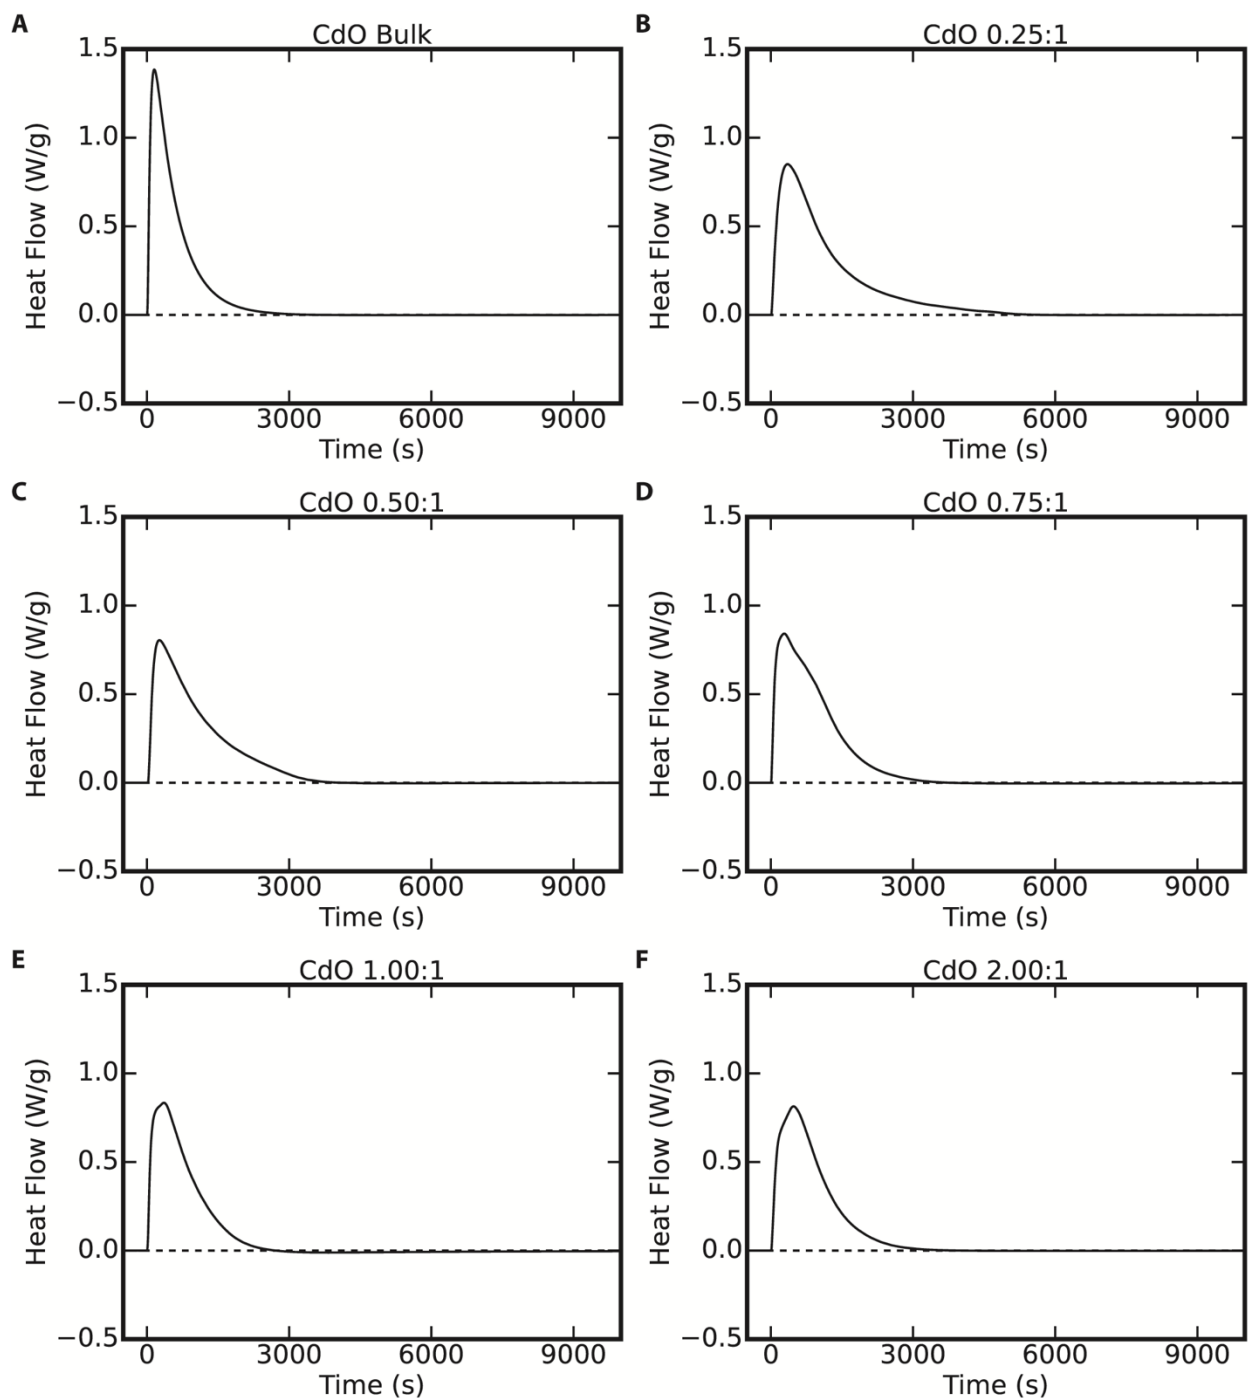 A
CdO Bulk
1.5
1.0
0.5
0.0
−0.5
Heat Flow (W/g)
0 3000 6000 9000
Time (s)
B
CdO 0.25:1
1.5
1.0
0.5
0.0
−0.5
Heat Flow (W/g)
0 3000 6000 9000
Time (s)
C
CdO 0.50:1
1.5
1.0
0.5
0.0
−0.5
Heat Flow (W/g)
0 3000 6000 9000
Time (s)
D
CdO 0.75:1
1.5
1.0
0.5
0.0
−0.5
Heat Flow (W/g)
0 3000 6000 9000
Time (s)
E
CdO 1.00:1
1.5
1.0
0.5
0.0
−0.5
Heat Flow (W/g)
0 3000 6000 9000
Time (s)
F
CdO 2.00:1
1.5
1.0
0.5
0.0
−0.5
Heat Flow (W/g)
0 3000 6000 9000
Time (s)